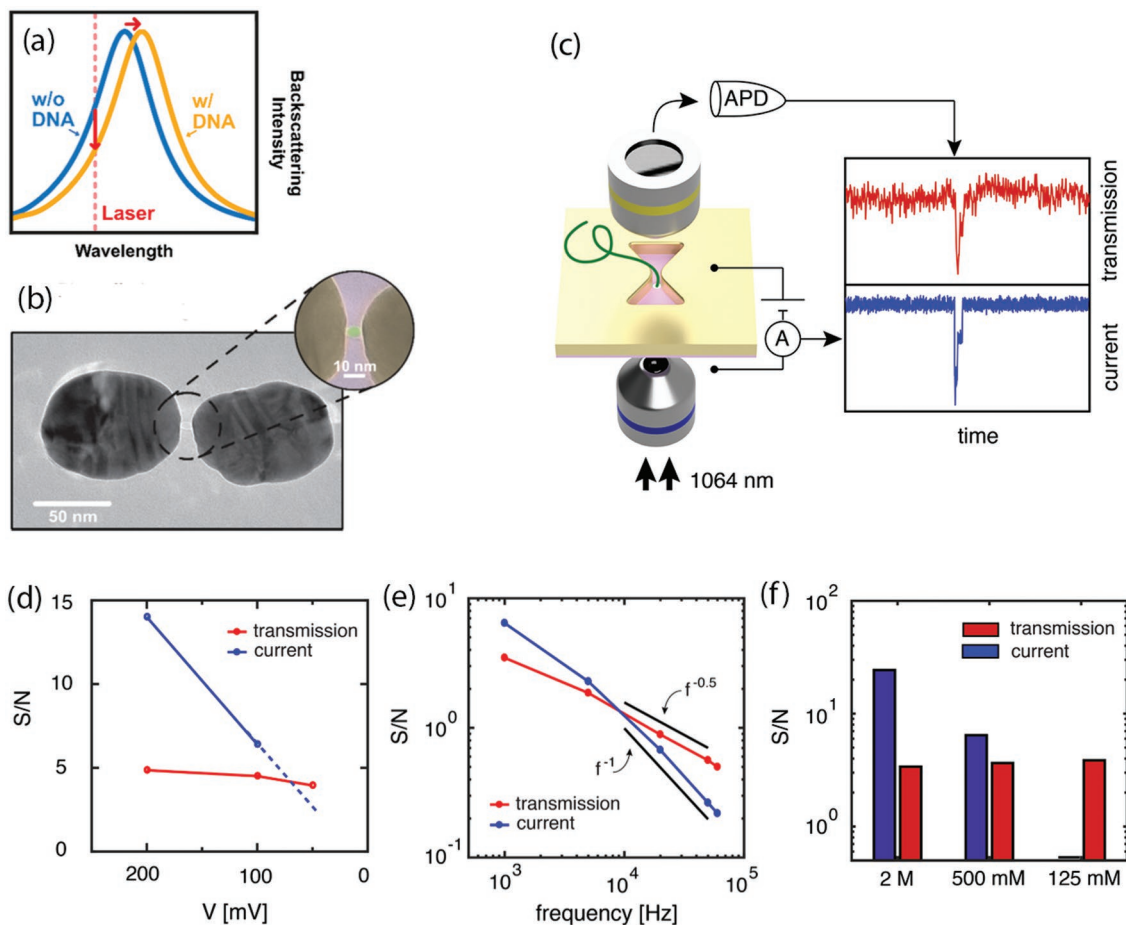 (a)
w/o
DNA
w/
DNA
Laser
Wavelength
Backscattering
Intensity
(b)
10 nm
50 nm
(c)
APD
A
1064 nm
transmission
current
time
(d)
15
10
5
0
S/N
200
100
0
V [mV]
transmission
current
(e)
10^1
10^0
10^-1
S/N
10^3
10^4
10^5
frequency [Hz]
f^-0.5
f^-1
transmission
current
(f)
10^2
10^1
10^0
S/N
transmission
current
2 M
500 mM
125 mM